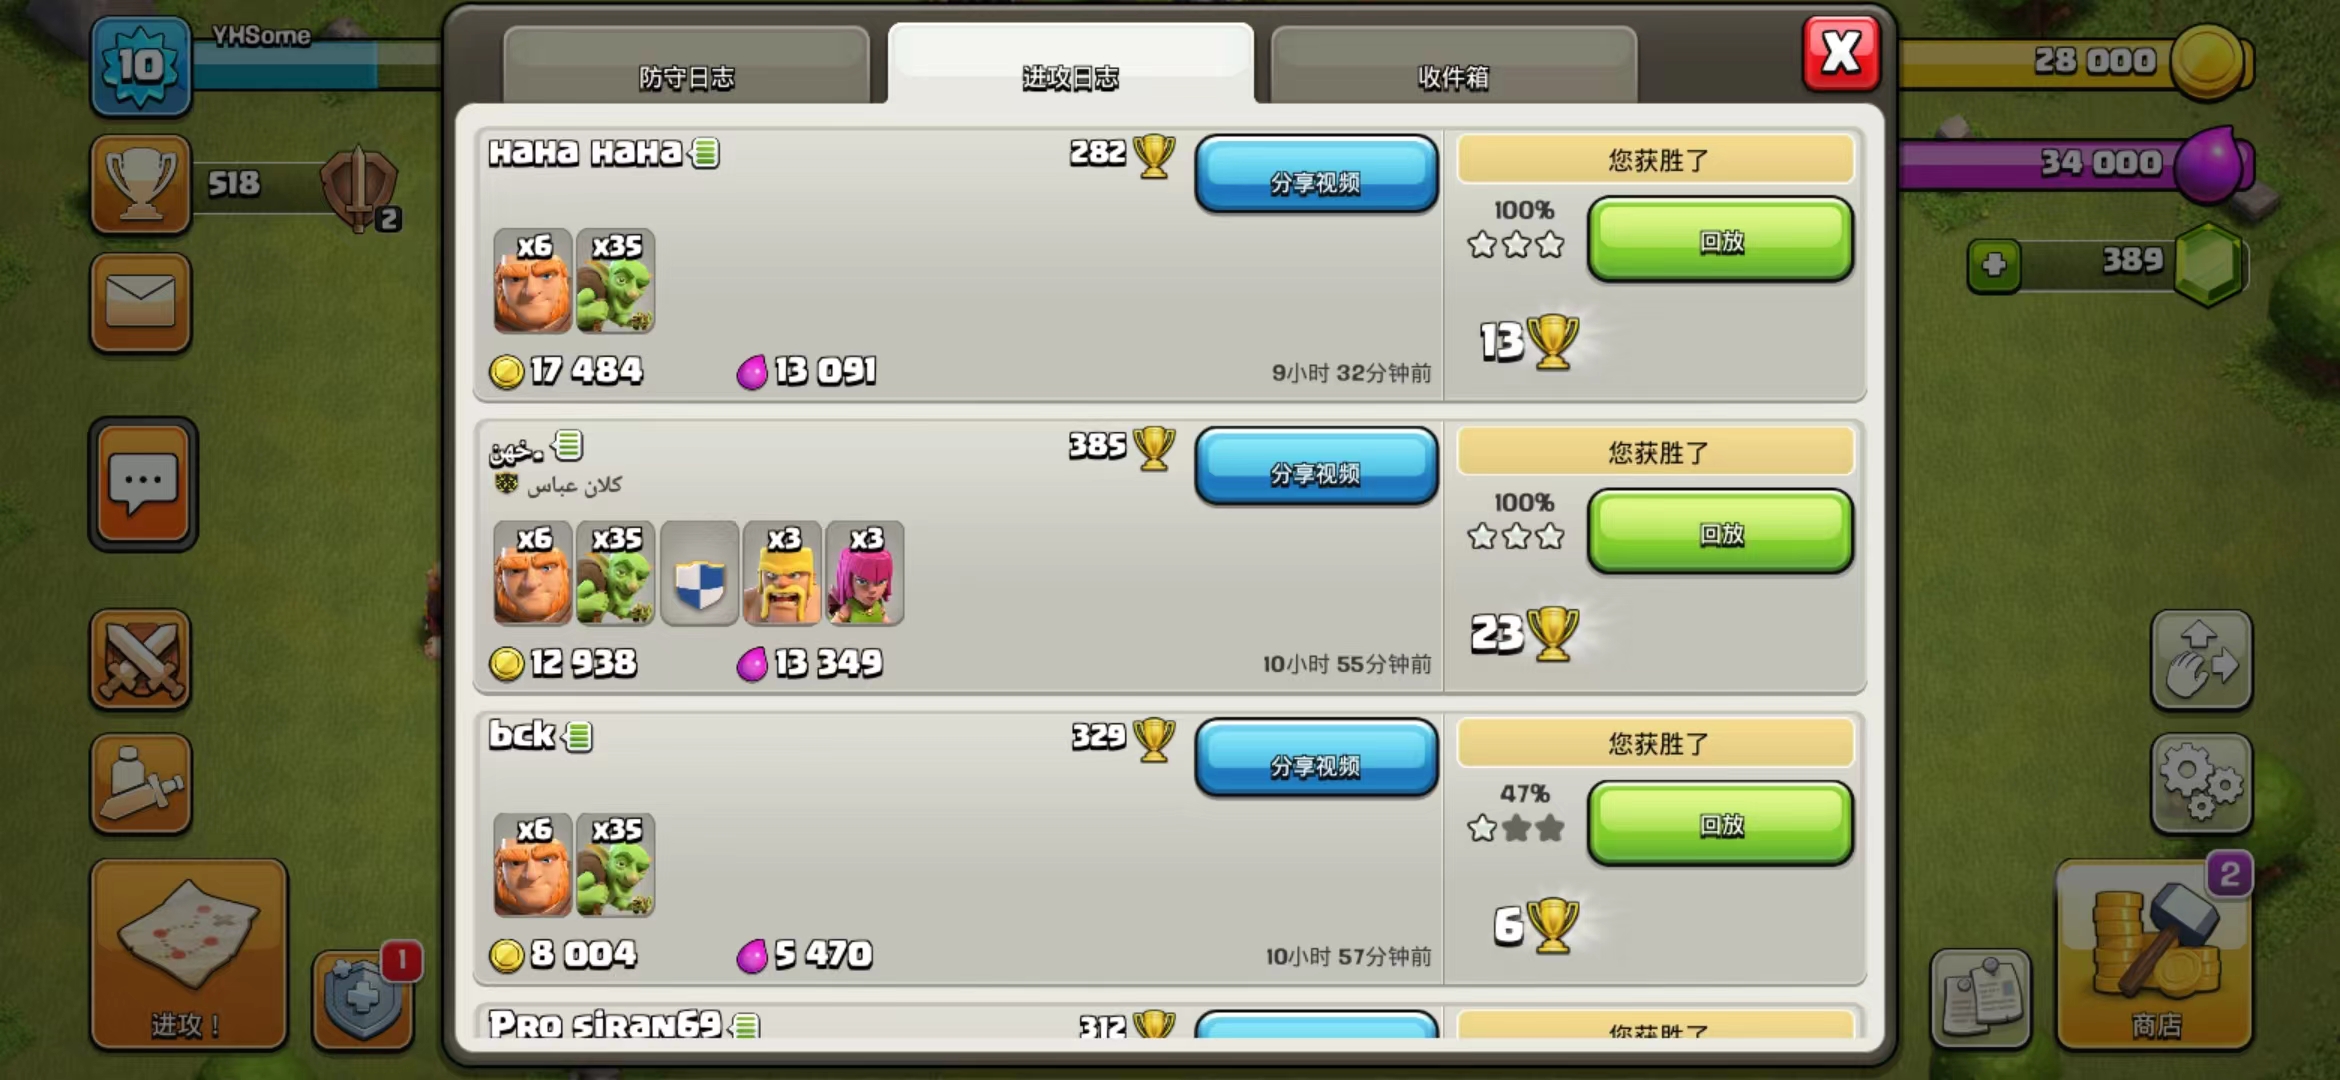 10
YHSome
518
2
进攻！
1
防守日志
进攻日志
收件箱
X
HaHa HaHa
282
分享视频
您获胜了
x6
x35
100%
回放
13
17 484
13 091
9小时 32分钟前
خهن.
385
分享视频
您获胜了
كلان عباس
x6
x35
x3
x3
100%
回放
23
12 938
13 349
10小时 55分钟前
bck
329
分享视频
您获胜了
x6
x35
47%
回放
6
8 004
5 470
10小时 57分钟前
Pro siran69
312
您获胜了
28 000
34 000
389
2
商店